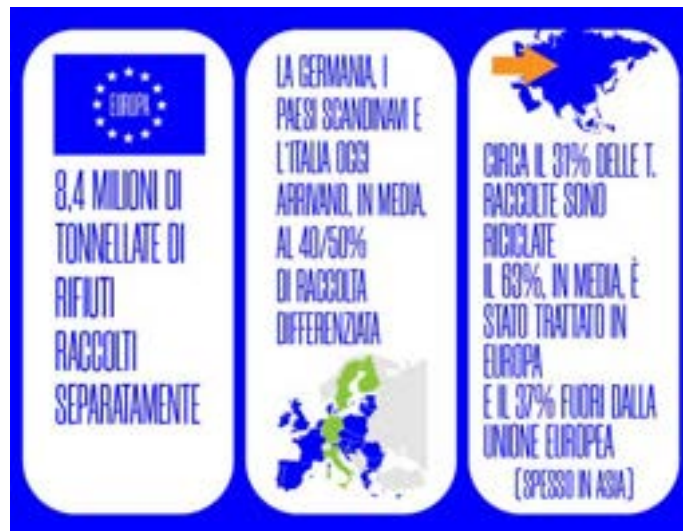 EUROPA
8,4 MILIONI DI
TONNELLATE DI
RIFIUTI
RACCOLTI
SEPARATAMENTE
LA GERMANIA, I
PAESI SCANDINAVI E
L'ITALIA OGGI
ARRIVANO, IN MEDIA,
AL 40/50%
DI RACCOLTA
DIFFERENZIATA
CIRCA IL 31% DELLE T.
RACCOLTE SONO
RICICLATE
IL 63%, IN MEDIA, È
STATO TRATTATO IN
EUROPA
E IL 37% FUORI DALLA
UNIONE EUROPEA
(SPESSO IN ASIA)